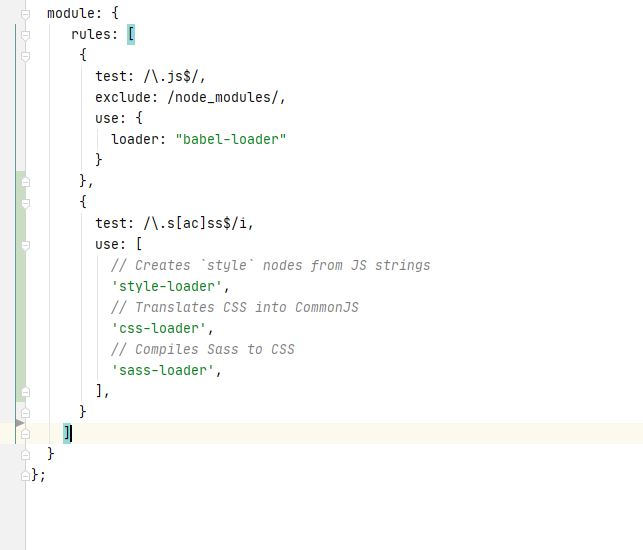 module: {
rules: [
{
test: /\.js$/,
exclude: /node_modules/,
use: {
loader: "babel-loader"
}
},
{
test: /\.s[ac]ss$/i,
use: [
// Creates `style` nodes from JS strings
'style-loader',
// Translates CSS into CommonJS
'css-loader',
// Compiles Sass to CSS
'sass-loader',
],
}
]
}
};